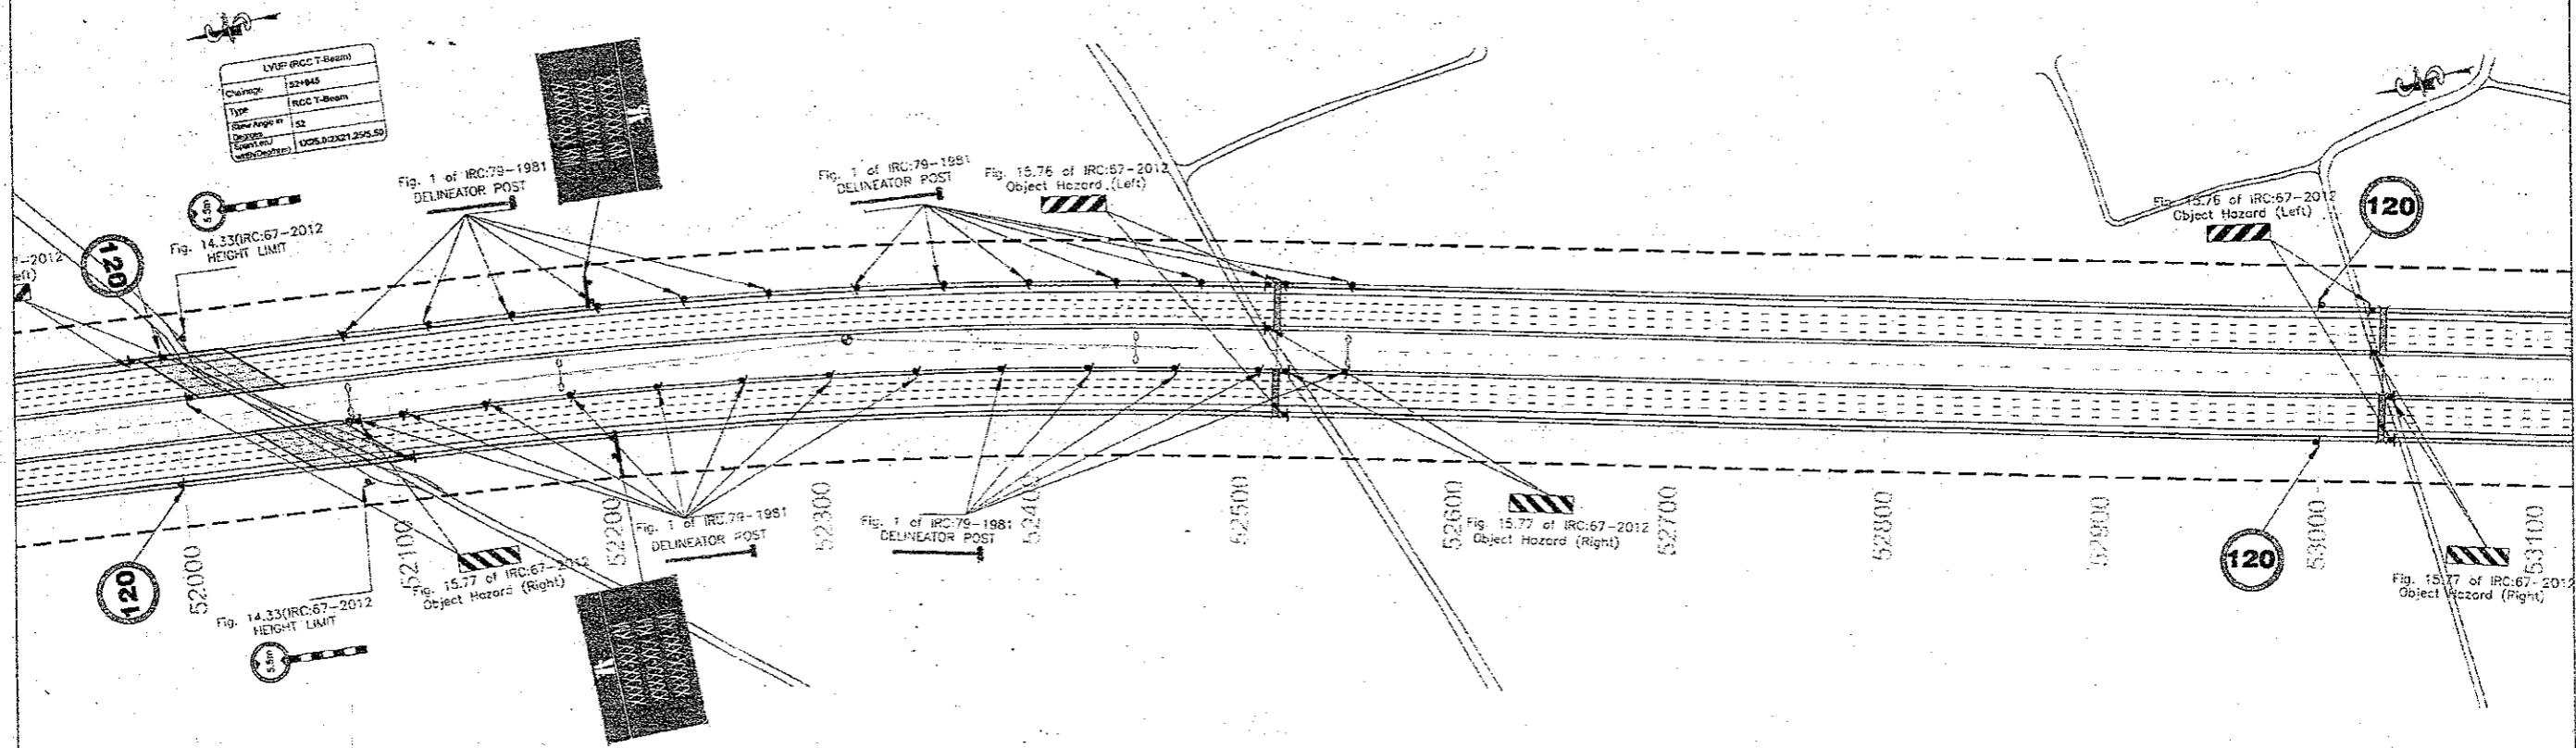 LVUP (RCC T-Beam)
Chainage
Type RCC T-Beam
Skew Angle in Degrees 52
5.5m
Fig. 14.33(IRC:67-2012
HEIGHT LIMIT
-2012
120
Fig. 1 of IRC:79-1981
DELINEATOR POST
Fig. 1 of IRC:79-1981
DELINEATOR POST
Fig. 15.76 of IRC:67-2012
Object Hazard (Left)
Fig. 15.76 of IRC:67-2012
Object Hazard (Left)
120
120
52000
Fig. 14.33(IRC:67-2012
HEIGHT LIMIT
5.5m
52100
Fig. 15.77 of IRC:67-2012
Object Hazard (Right)
52200
Fig. 1 of IRC:79-1981
DELINEATOR POST
52300
Fig. 1 of IRC:79-1981
DELINEATOR POST
52400
52500
52600
Fig. 15.77 of IRC:67-2012
Object Hazard (Right)
52700
52800
52900
120
53000
Fig. 15.77 of IRC:67-2012
Object Hazard (Right)
53100